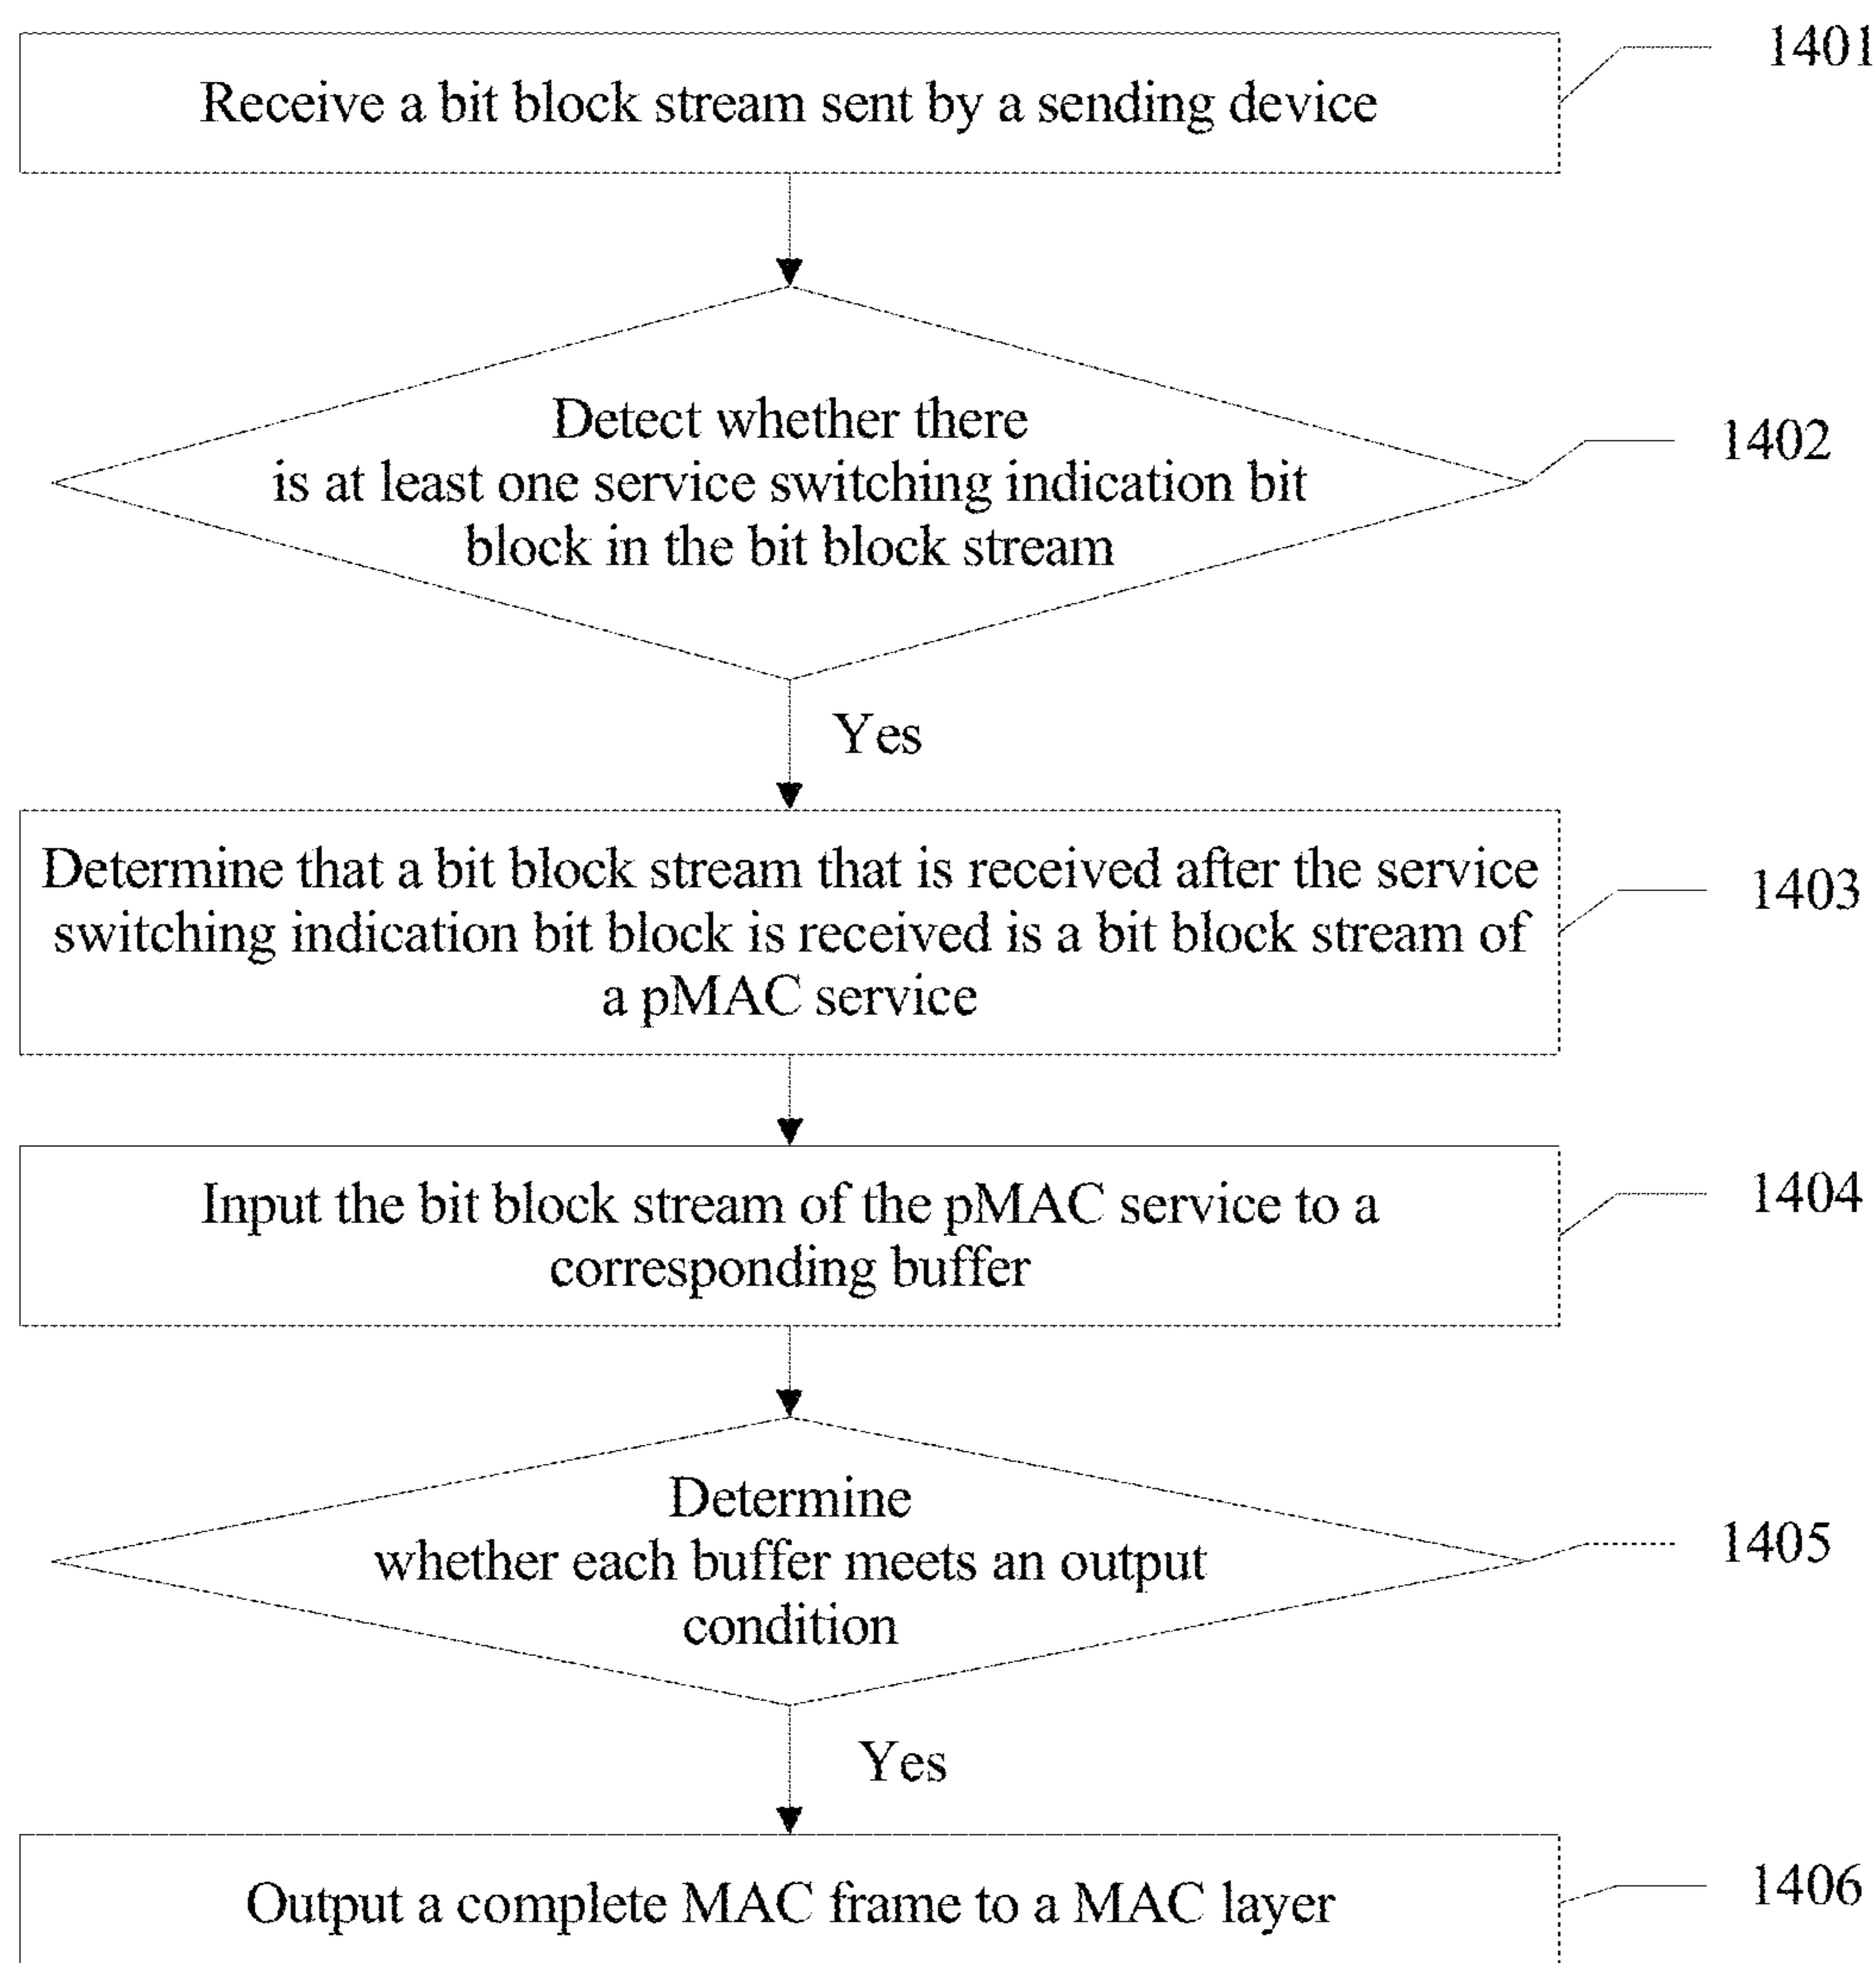 Receive a bit block stream sent by a sending device
1401
Detect whether there
is at least one service switching indication bit
block in the bit block stream
1402
Yes
Determine that a bit block stream that is received after the service
switching indication bit block is received is a bit block stream of
a pMAC service
1403
Input the bit block stream of the pMAC service to a
corresponding buffer
1404
Determine
whether each buffer meets an output
condition
1405
Yes
Output a complete MAC frame to a MAC layer
1406